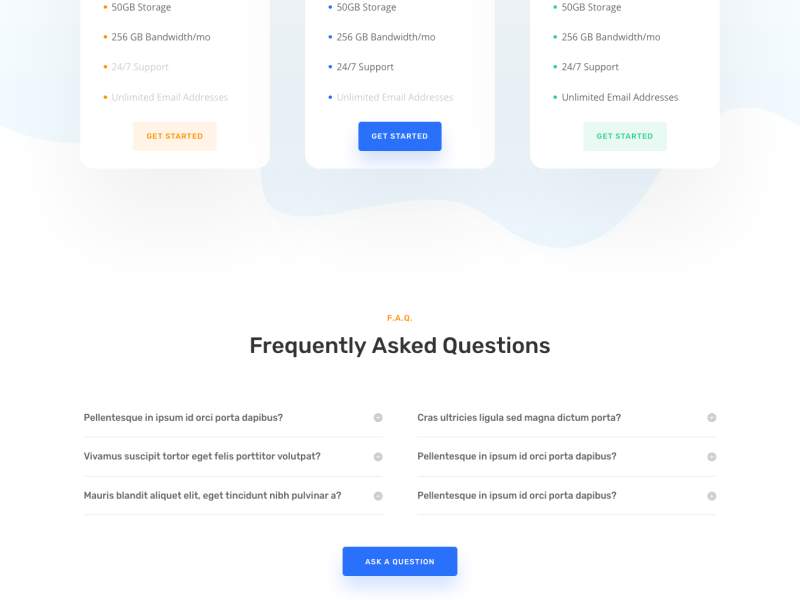 50GB Storage
256 GB Bandwidth/mo
24/7 Support
Unlimited Email Addresses
GET STARTED
50GB Storage
256 GB Bandwidth/mo
24/7 Support
Unlimited Email Addresses
GET STARTED
50GB Storage
256 GB Bandwidth/mo
24/7 Support
Unlimited Email Addresses
GET STARTED
F.A.Q.
Frequently Asked Questions
Pellentesque in ipsum id orci porta dapibus?
Vivamus suscipit tortor eget felis porttitor volutpat?
Mauris blandit aliquet elit, eget tincidunt nibh pulvinar a?
Cras ultricies ligula sed magna dictum porta?
Pellentesque in ipsum id orci porta dapibus?
Pellentesque in ipsum id orci porta dapibus?
ASK A QUESTION